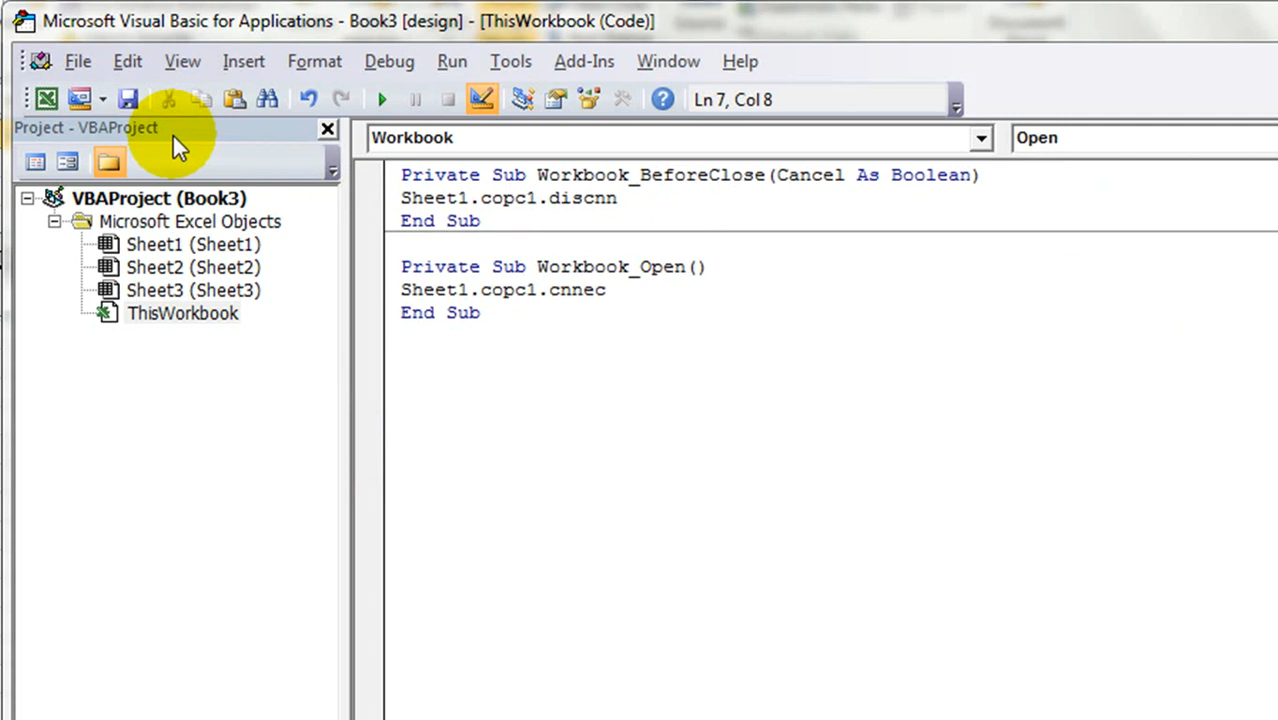 Microsoft Visual Basic for Applications - Book3 [design] - [ThisWorkbook (Code)]
File Edit View Insert Format Debug Run Tools Add-Ins Window Help
Ln 7, Col 8
Project - VBAProject
Workbook
Open
VBAProject (Book3)
Microsoft Excel Objects
Sheet1 (Sheet1)
Sheet2 (Sheet2)
Sheet3 (Sheet3)
ThisWorkbook
Private Sub Workbook_BeforeClose(Cancel As Boolean)
Sheet1.copc1.discnn
End Sub
Private Sub Workbook_Open()
Sheet1.copc1.cnnec
End Sub